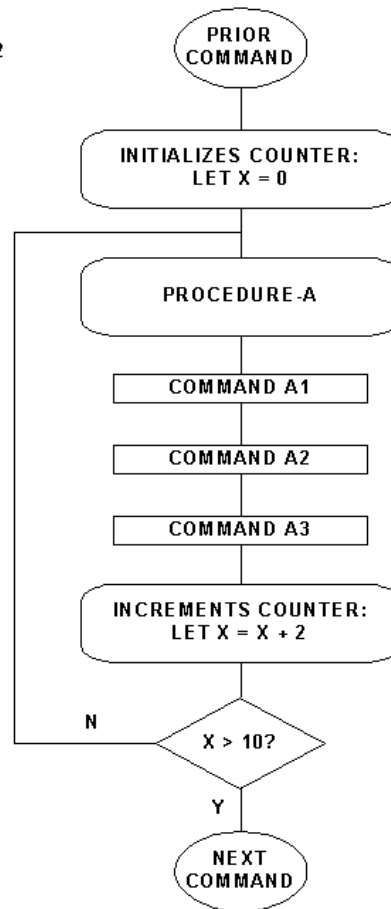 2
PRIOR
COMMAND
INITIALIZES COUNTER:
LET X = 0
PROCEDURE-A
COMMAND A1
COMMAND A2
COMMAND A3
INCREMENTS COUNTER:
LET X = X + 2
N
X > 10?
Y
NEXT
COMMAND